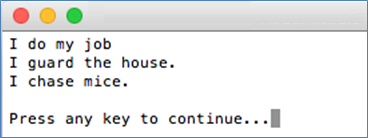 I do my job
I guard the house.
I chase mice.
Press any key to continue...